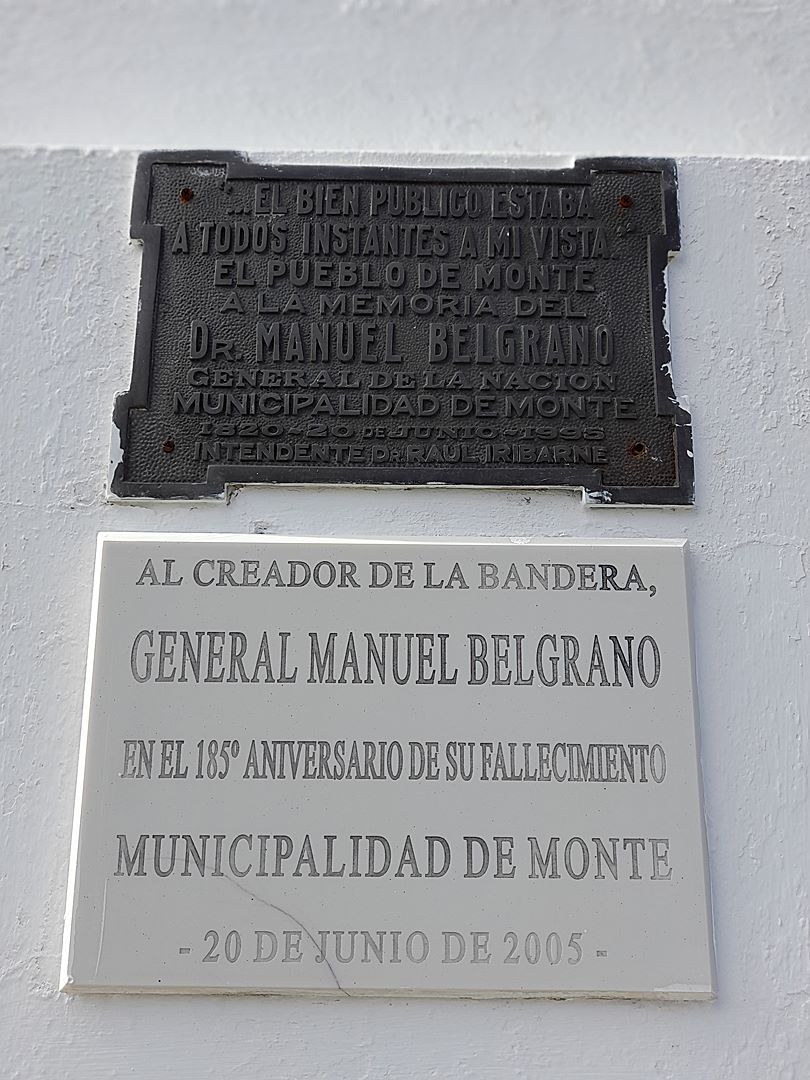 "...EL BIEN PUBLICO ESTABA
A TODOS INSTANTES A MI VISTA."
EL PUEBLO DE MONTE
A LA MEMORIA DEL
DR. MANUEL BELGRANO
GENERAL DE LA NACION
MUNICIPALIDAD DE MONTE
1820-20 DE JUNIO-1995
INTENDENTE DR. RAUL IRIBARNE
AL CREADOR DE LA BANDERA,
GENERAL MANUEL BELGRANO
EN EL 185º ANIVERSARIO DE SU FALLECIMIENTO
MUNICIPALIDAD DE MONTE
- 20 DE JUNIO DE 2005 -